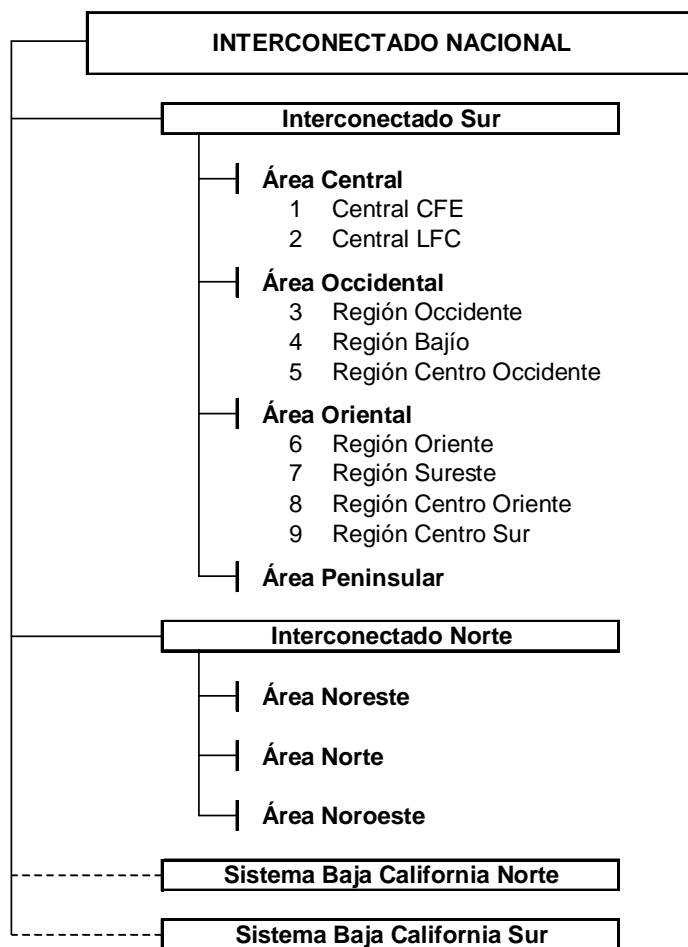 INTERCONECTADO NACIONAL
Interconectado Sur
Área Central
1 Central CFE
2 Central LFC
Área Occidental
3 Región Occidente
4 Región Bajío
5 Región Centro Occidente
Área Oriental
6 Región Oriente
7 Región Sureste
8 Región Centro Oriente
9 Región Centro Sur
Área Peninsular
Interconectado Norte
Área Noreste
Área Norte
Área Noroeste
Sistema Baja California Norte
Sistema Baja California Sur